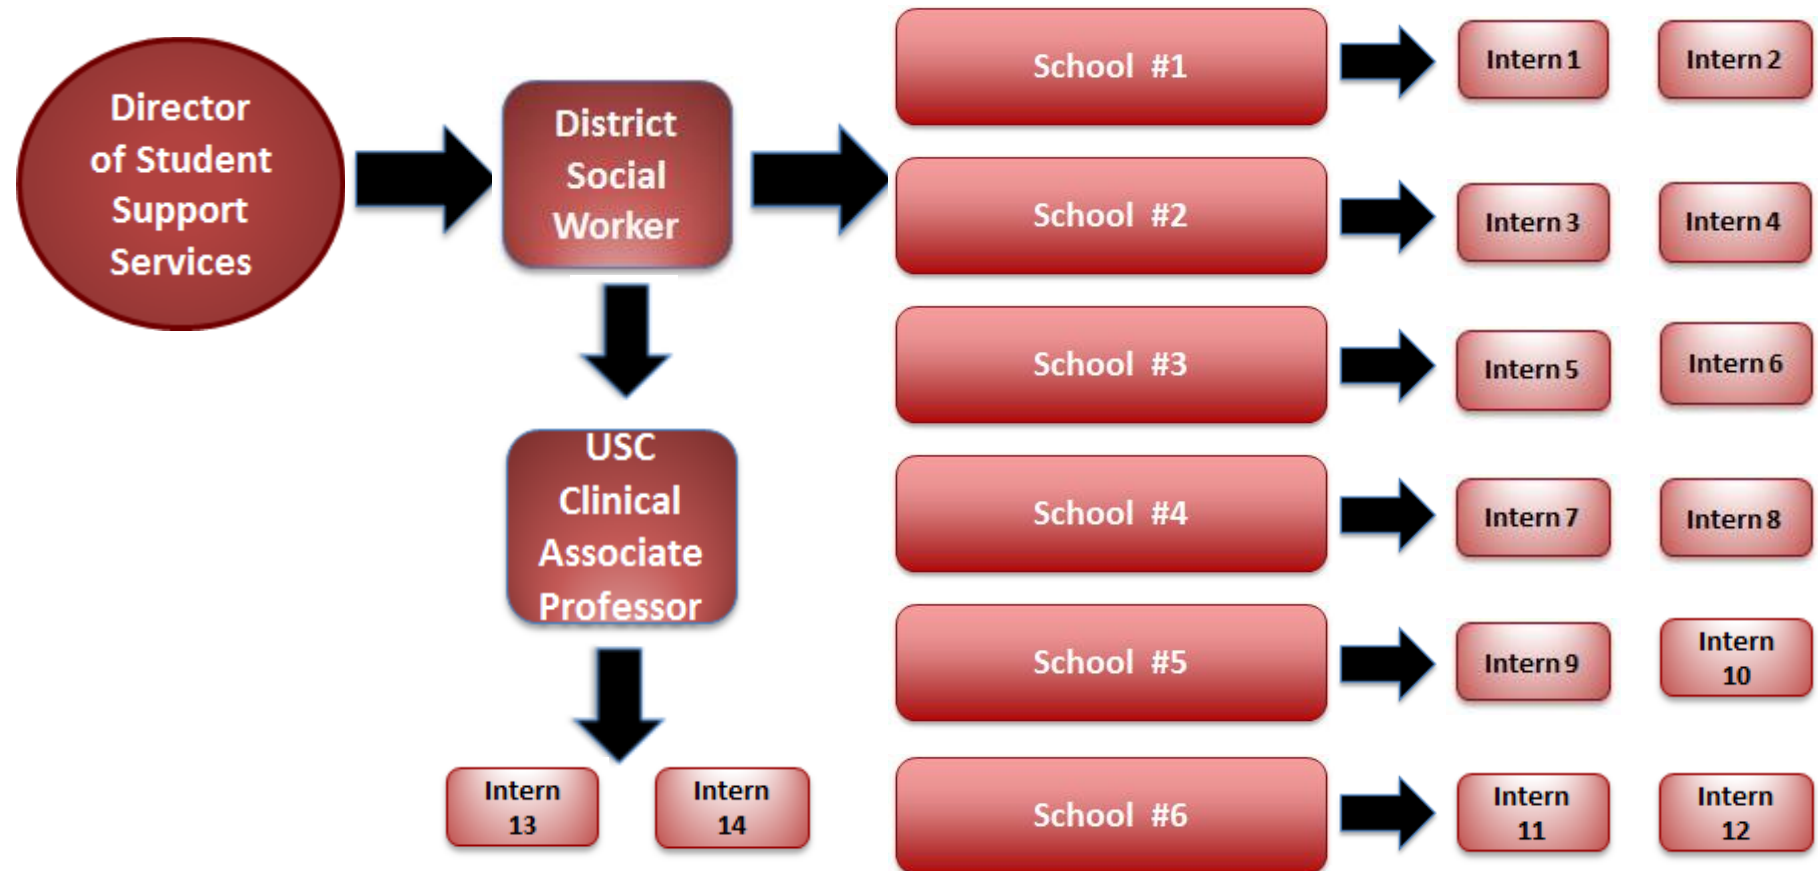 Director
of Student
Support
Services
District
Social
Worker
USC
Clinical
Associate
Professor
Intern
13
Intern
14
School #1
Intern 1
Intern 2
School #2
Intern 3
Intern 4
School #3
Intern 5
Intern 6
School #4
Intern 7
Intern 8
School #5
Intern 9
Intern
10
School #6
Intern
11
Intern
12